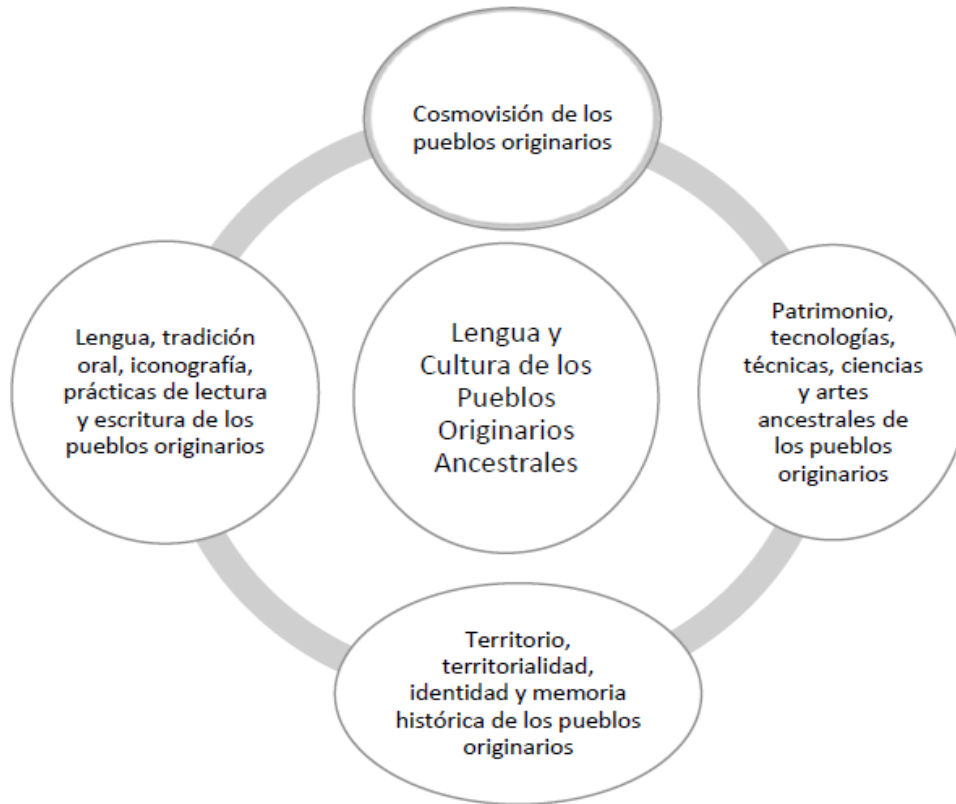 Cosmovisión de los
pueblos originarios
Lengua, tradición
oral, iconografía,
prácticas de lectura
y escritura de los
pueblos originarios
Lengua y
Cultura de los
Pueblos
Originarios
Ancestrales
Patrimonio,
tecnologías,
técnicas, ciencias
y artes
ancestrales de
los pueblos
originarios
Territorio,
territorialidad,
identidad y memoria
histórica de los pueblos
originarios